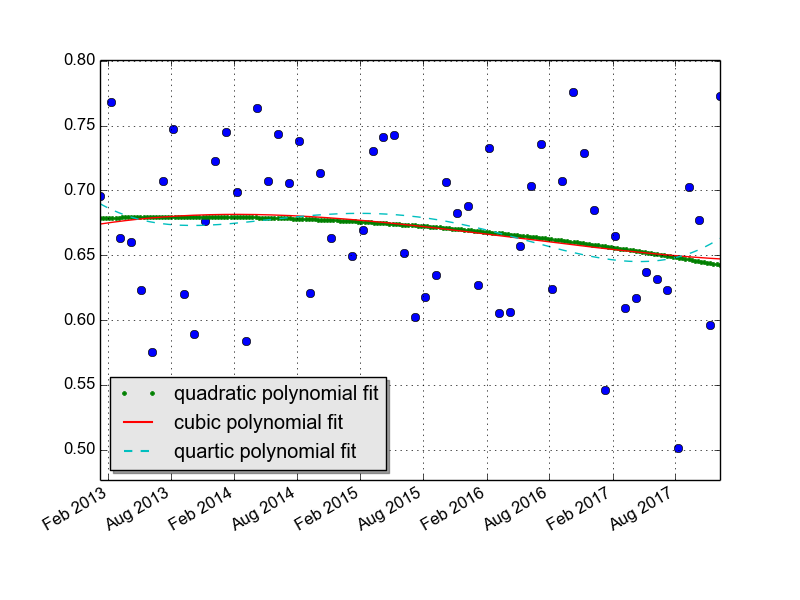 0.80
0.75
0.70
0.65
0.60
0.55
0.50
quadratic polynomial fit
cubic polynomial fit
quartic polynomial fit
Feb 2013
Aug 2013
Feb 2014
Aug 2014
Feb 2015
Aug 2015
Feb 2016
Aug 2016
Feb 2017
Aug 2017